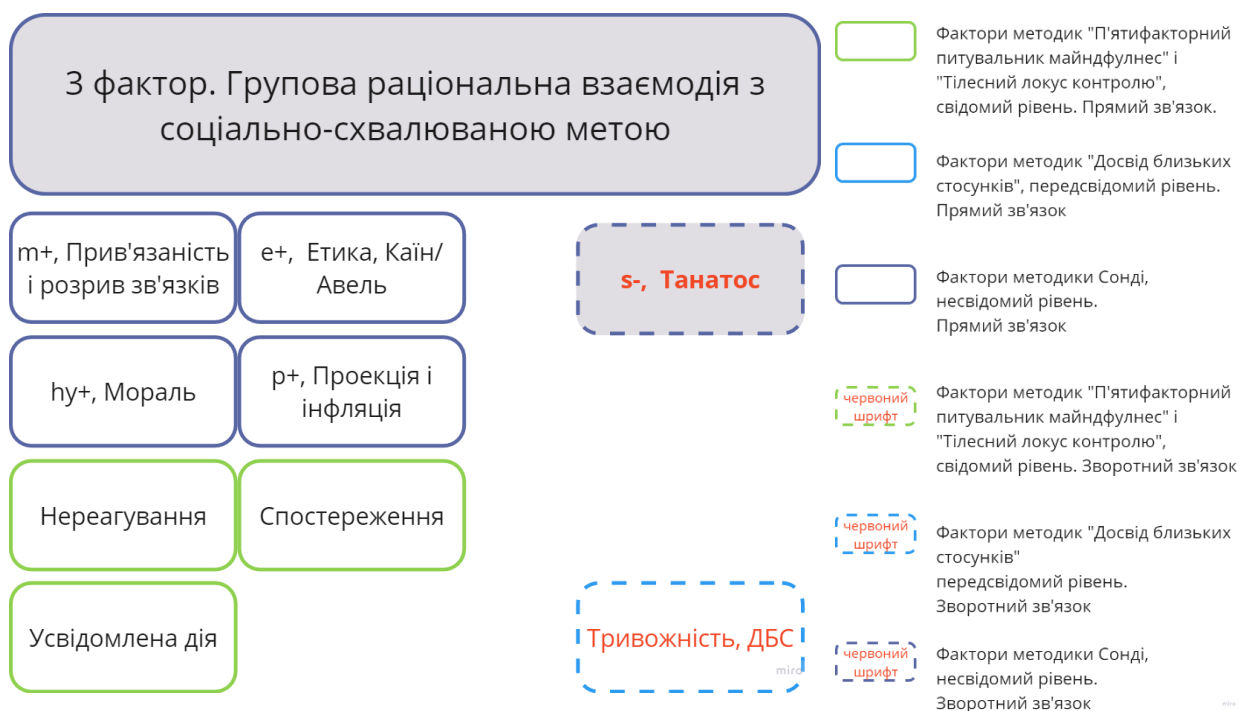 3 фактор. Групова раціональна взаємодія з
соціально-схвалюваною метою
m+, Прив'язаність
і розрив зв'язків
e+,  Етика, Каїн/
Авель
s-,  Танатос
hy+, Мораль
p+, Проекція і
інфляція
Нереагування
Спостереження
Усвідомлена дія
Тривожність, ДБС
miro
Фактори методик "П'ятифакторний
питувальник майндфулнес" і
"Тілесний локус контролю",
свідомий рівень. Прямий зв'язок.
Фактори методик "Досвід близьких
стосунків", передсвідомий рівень.
Прямий зв'язок
Фактори методики Сонді,
несвідомий рівень.
Прямий зв'язок
червоний
шрифт
Фактори методик "П'ятифакторний
питувальник майндфулнес" і
"Тілесний локус контролю",
свідомий рівень. Зворотний зв'язок
червоний
шрифт
Фактори методик "Досвід близьких
стосунків"
передсвідомий рівень.
Зворотний зв'язок
червоний
шрифт
Фактори методики Сонді,
несвідомий рівень.
Зворотний зв'язок
miro